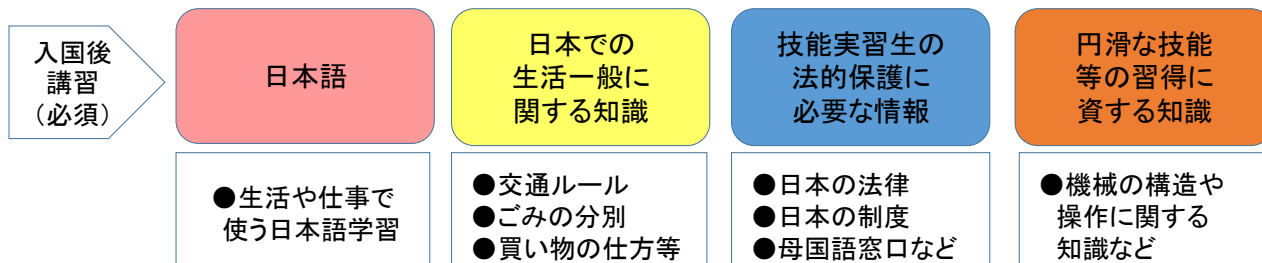 入国後
講習
（必須）
日本語
日本での
生活一般に
関する知識
技能実習生の
法的保護に
必要な情報
円滑な技能
等の習得に
資する知識
●生活や仕事で
使う日本語学習
●交通ルール
●ごみの分別
●買い物の仕方等
●日本の法律
●日本の制度
●母国語窓口など
●機械の構造や
操作に関する
知識など